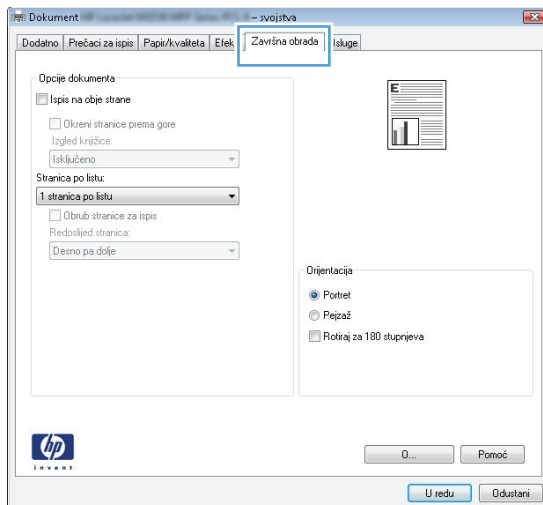 Dokument – svojstva
Dodatno Prečaci za ispis Papir/kvaliteta Efek Završna obrada Usluge
Opcije dokumenta
Ispis na obje strane
Okreni stranice prema gore
Izgled knjižice:
Isključeno
Stranica po listu:
1 stranica po listu
Obrub stranice za ispis
Redoslijed stranica:
Desno pa dolje
E
Orijentacija
Portret
Pejzaž
Rotiraj za 180 stupnjeva
hp
invent
O...
Pomoć
U redu
Odustani